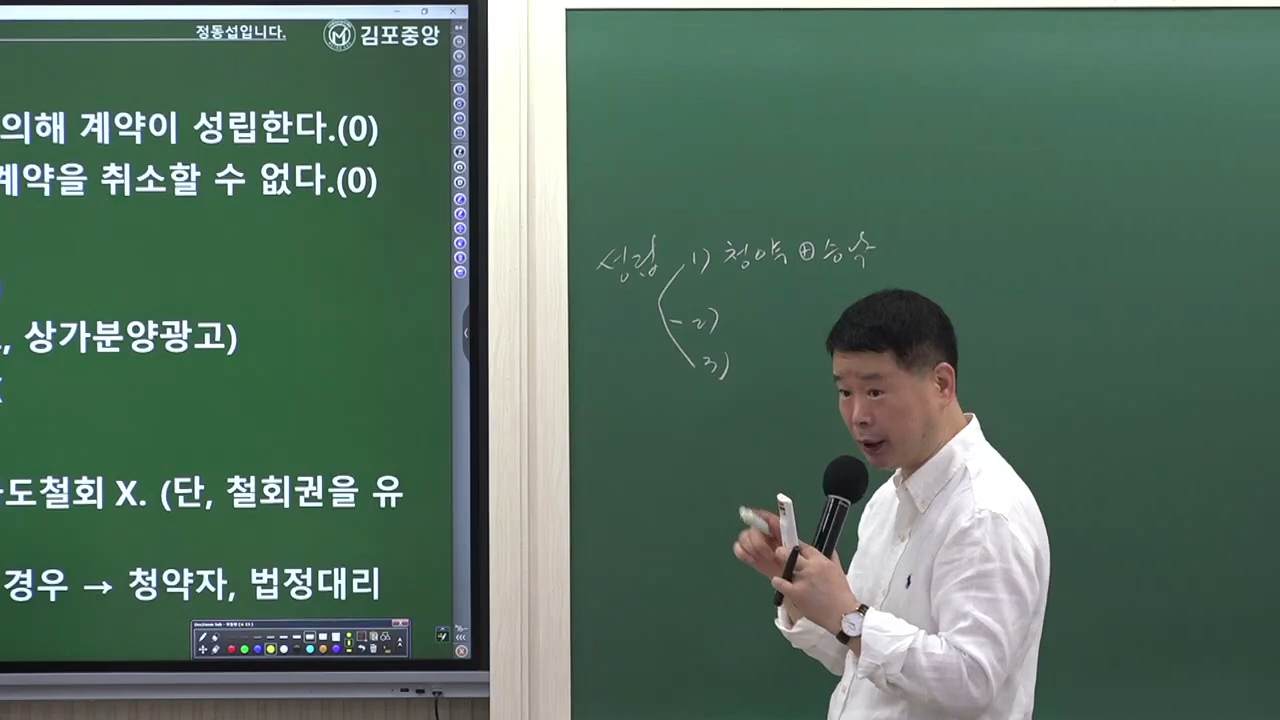 정동섭입니다.
김포중앙
의해 계약이 성립한다.(0)
계약을 취소할 수 없다.(0)
, 상가분양광고)
도철회 X. (단, 철회권을 유
경우 → 청약자, 법정대리
성립
1) 청약 ⊕ 승낙
2)
3)